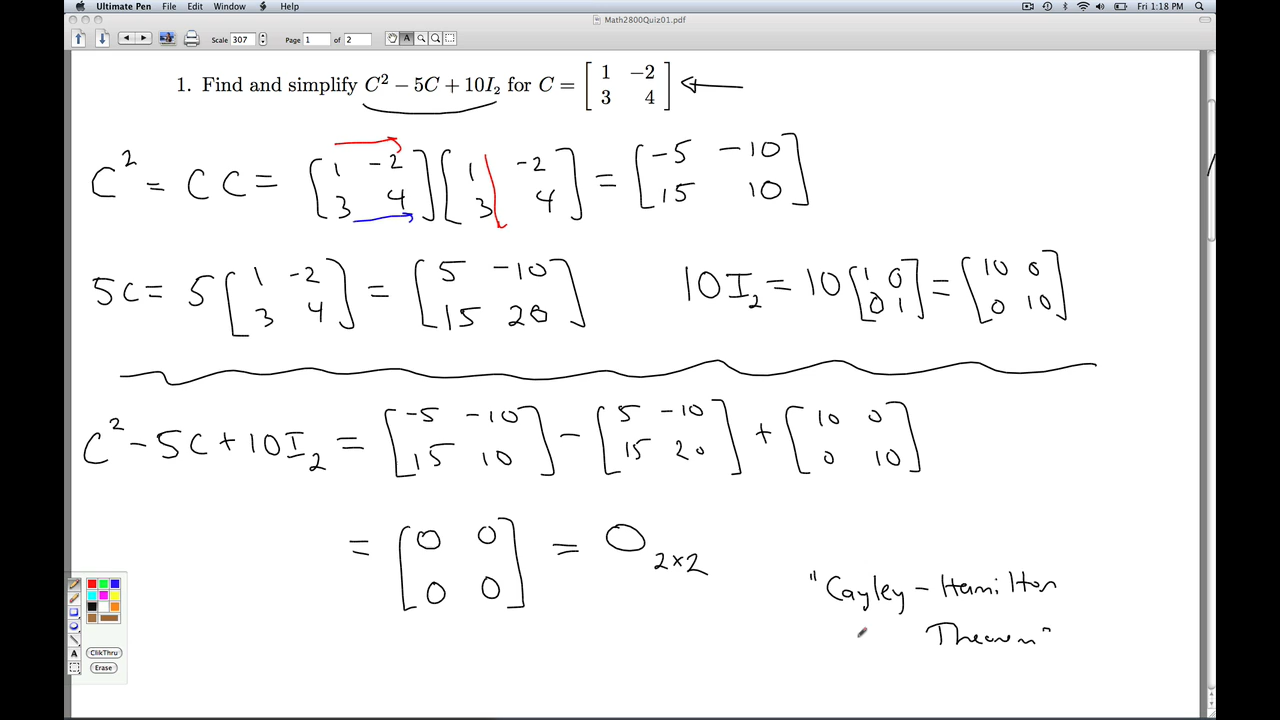 Ultimate Pen File Edit Window Help Fri 1:18 PM
Math2800Quiz01.pdf
Scale 307 Page 1 of 2 A
1. Find and simplify C² − 5C + 10I₂ for C = [1 −2; 3 4]
C² = CC = [1 -2; 3 4] [1 -2; 3 4] = [-5 -10; 15 10]
5C = 5 [1 -2; 3 4] = [5 -10; 15 20] 10I₂ = 10 [1 0; 0 1] = [10 0; 0 10]
C² - 5C + 10I₂ = [-5 -10; 15 10] - [5 -10; 15 20] + [10 0; 0 10]
= [0 0; 0 0] = O₂ₓ₂
"Cayley - Hamilton
Theorem"
A
ClikThru
Erase